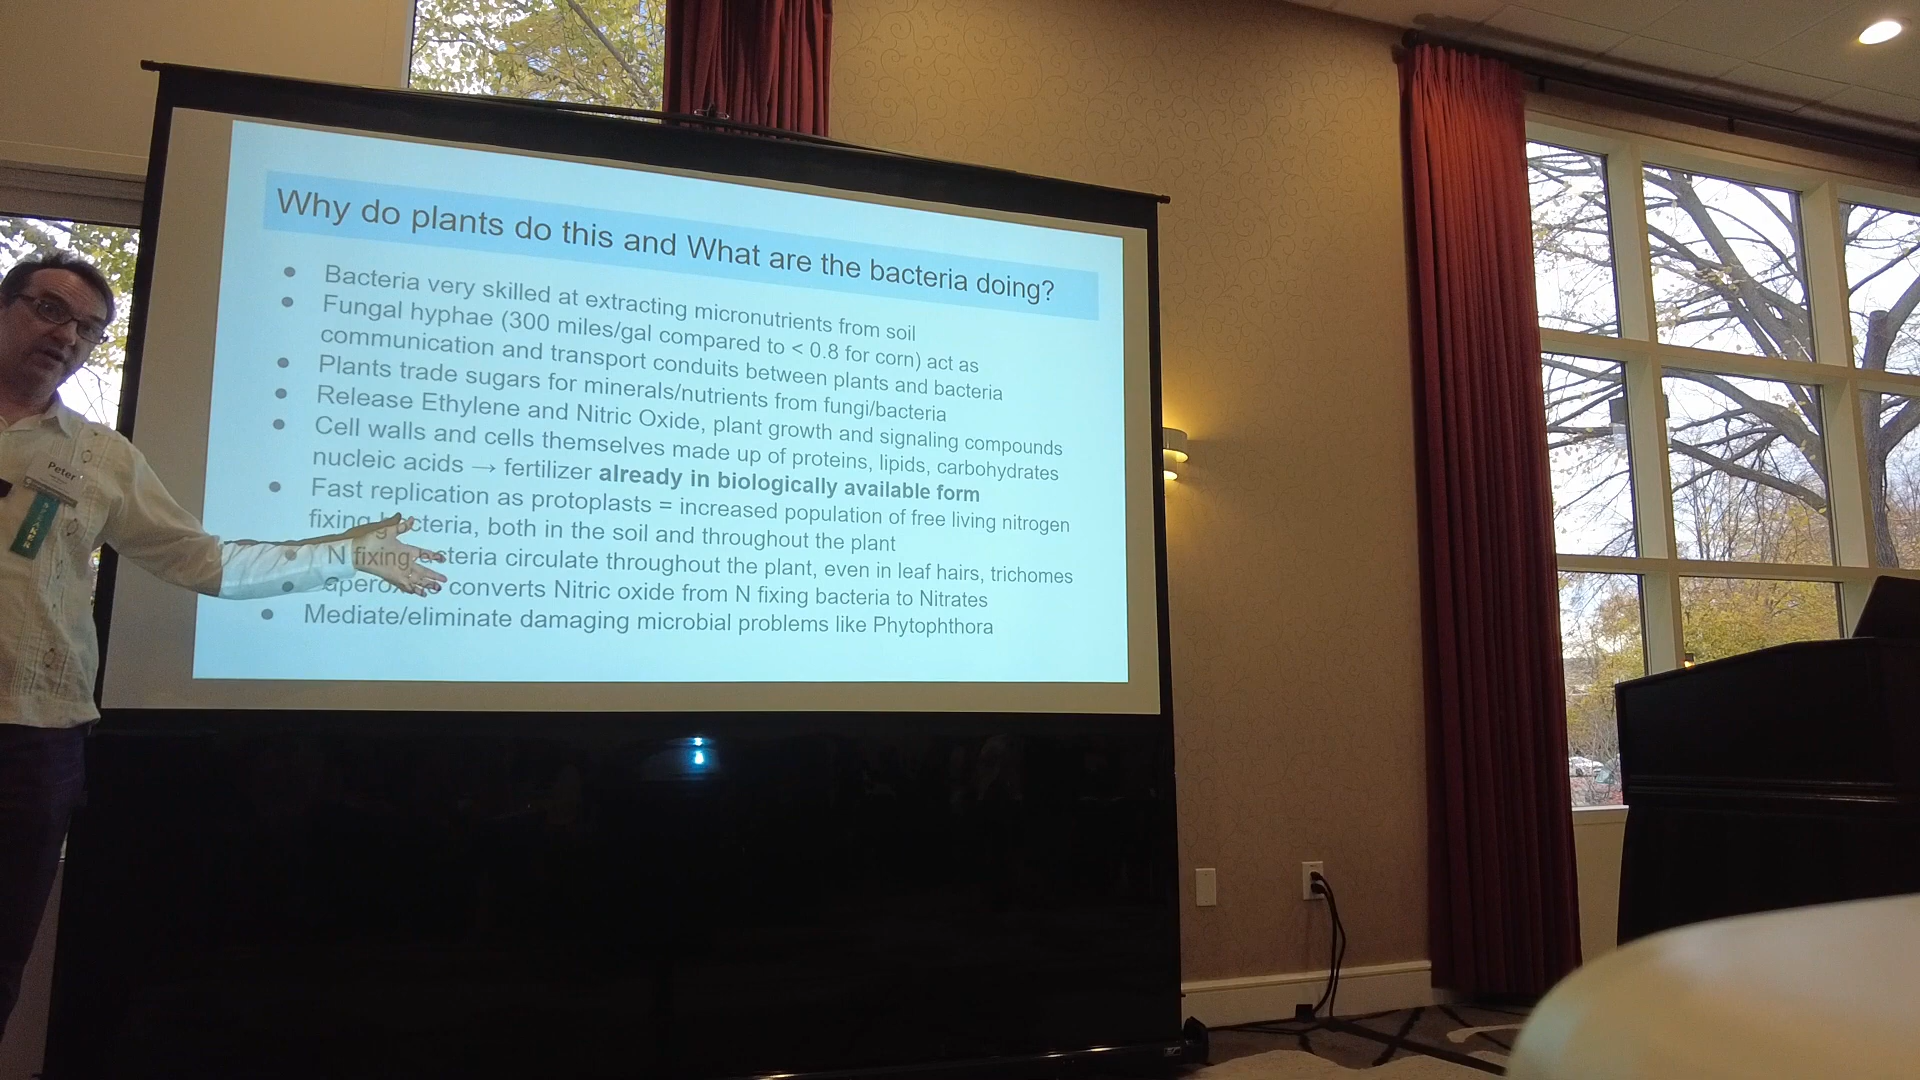 Why do plants do this and What are the bacteria doing?
Bacteria very skilled at extracting micronutrients from soil
Fungal hyphae (300 miles/gal compared to < 0.8 for corn) act as
communication and transport conduits between plants and bacteria
Plants trade sugars for minerals/nutrients from fungi/bacteria
Release Ethylene and Nitric Oxide, plant growth and signaling compounds
Cell walls and cells themselves made up of proteins, lipids, carbohydrates
nucleic acids → fertilizer already in biologically available form
Fast replication as protoplasts = increased population of free living nitrogen
fixing bacteria, both in the soil and throughout the plant
N fixing bacteria circulate throughout the plant, even in leaf hairs, trichomes
converts Nitric oxide from N fixing bacteria to Nitrates
Mediate/eliminate damaging microbial problems like Phytophthora
Peter
SPEAKER